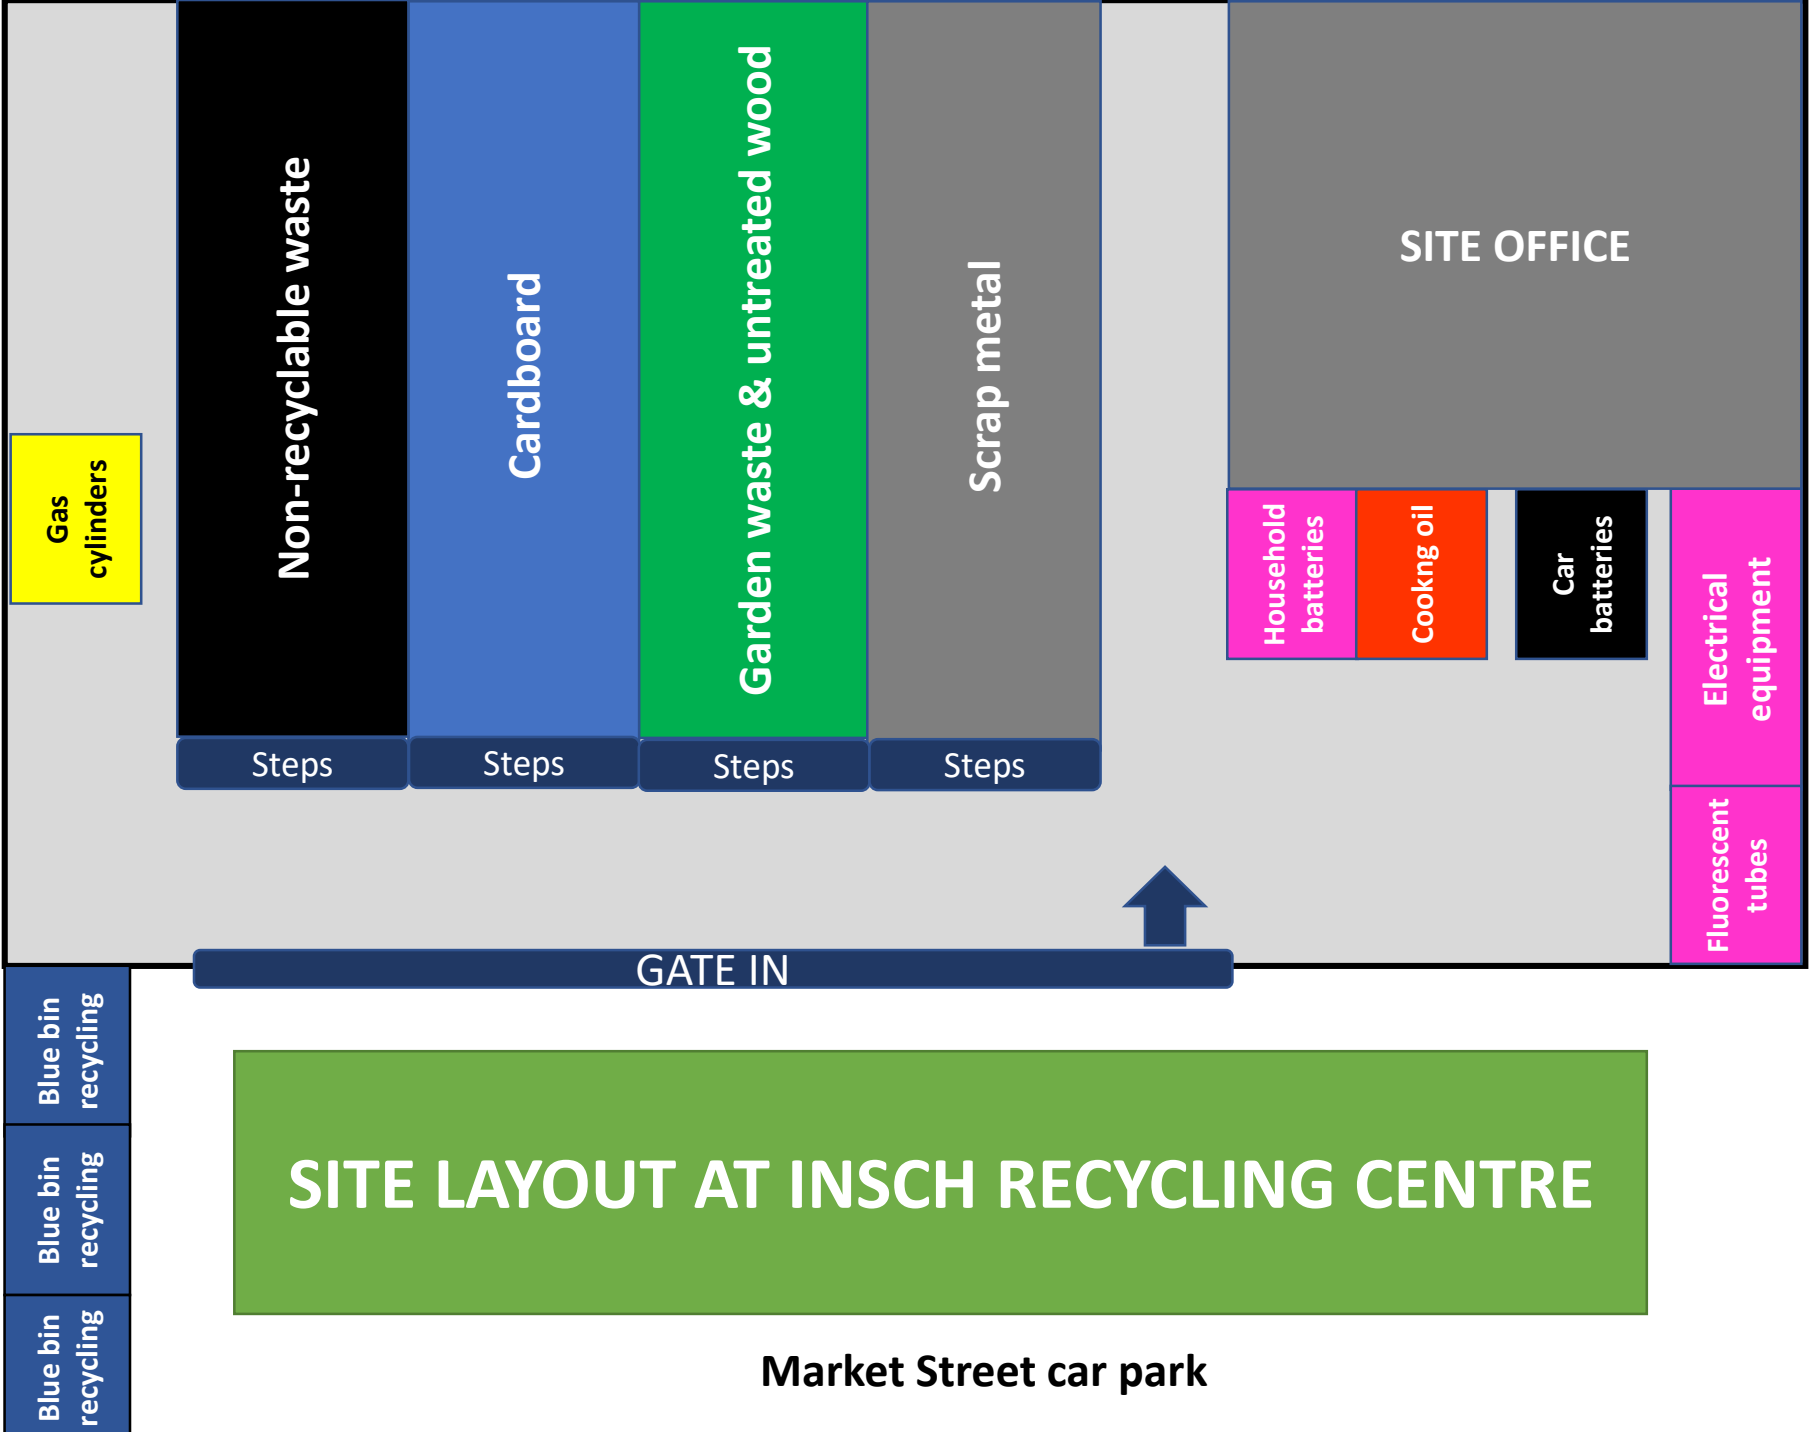 Non-recyclable waste
Cardboard
Garden waste & untreated wood
Scrap metal
SITE OFFICE
Gas
cylinders
Household
batteries
Cookng oil
Car
batteries
Electrical
equipment
Fluorescent
tubes
Steps
Steps
Steps
Steps
GATE IN
Blue bin
recycling
Blue bin
recycling
Blue bin
recycling
SITE LAYOUT AT INSCH RECYCLING CENTRE
Market Street car park